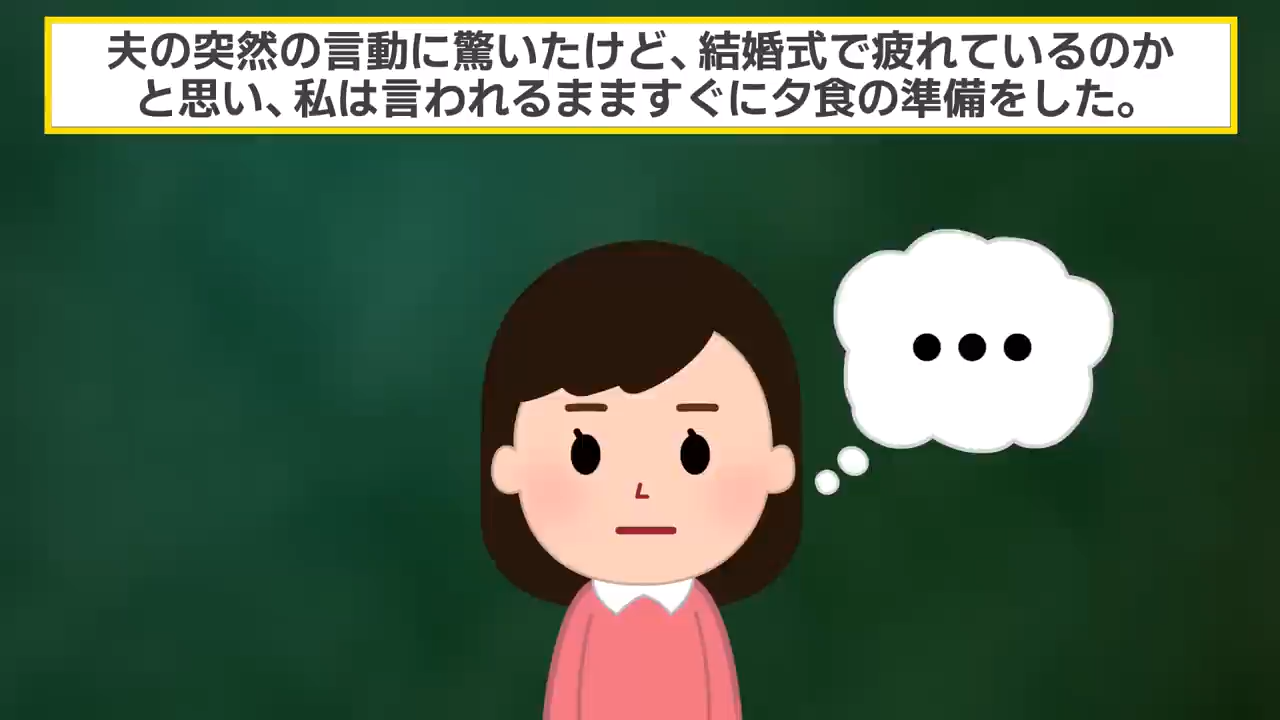 夫の突然の言動に驚いたけど、結婚式で疲れているのか
と思い、私は言われるまますぐに夕食の準備をした。